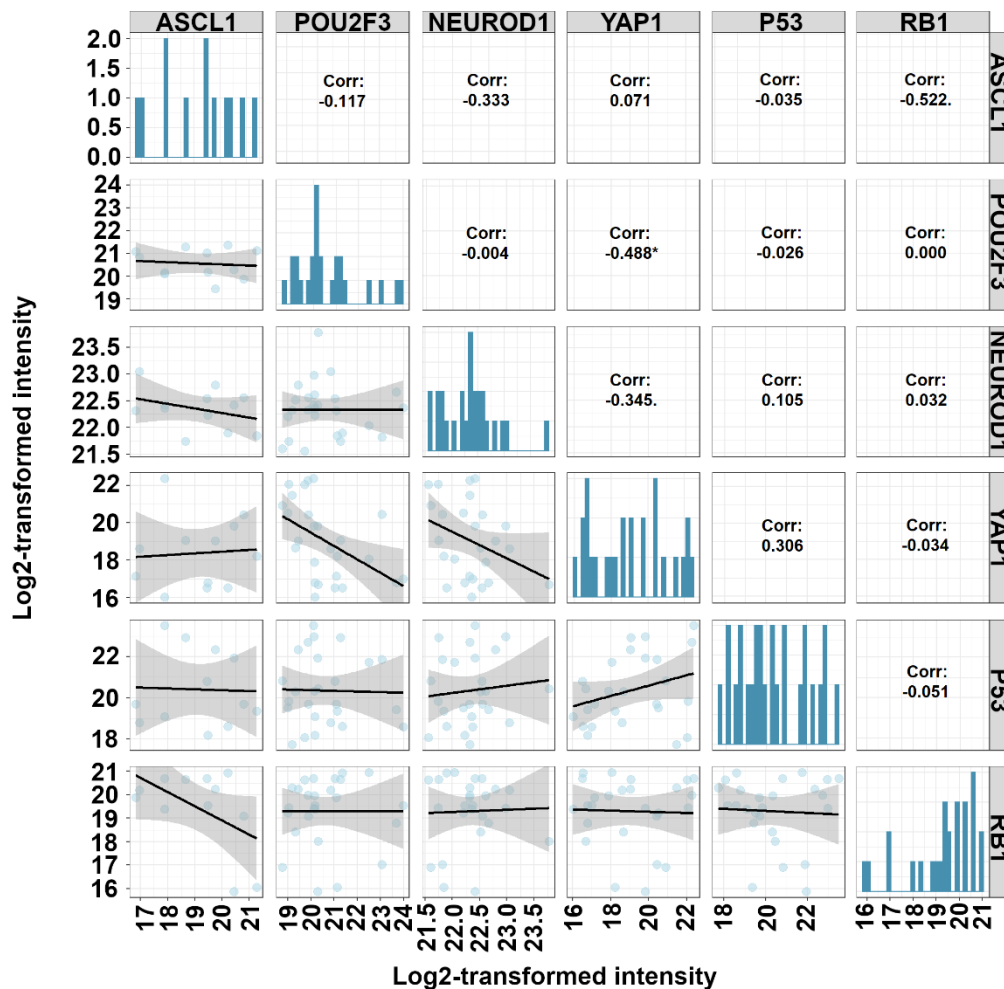 ASCL1 POU2F3 NEUROD1 YAP1 P53 RB1
2.0
1.5
1.0
0.5
0.0
Corr: Corr: Corr: Corr: Corr:
-0.117 -0.333 0.071 -0.035 -0.522.
ASCL1
24
23
22
21
20
19
Corr: Corr: Corr: Corr:
-0.004 -0.488* -0.026 0.000
POU2F3
23.5
23.0
22.5
22.0
21.5
Corr: Corr: Corr:
-0.345. 0.105 0.032
NEUROD1
22
20
18
16
Corr: Corr:
0.306 -0.034
YAP1
22
20
18
Corr:
-0.051
P53
21
20
19
18
17
16
RB1
17 18 19 20 21 19 20 21 22 23 24 21.5 22.0 22.5 23.0 23.5 16 18 20 22 18 20 22 16 17 18 19 20 21
Log2-transformed intensity
Log2-transformed intensity